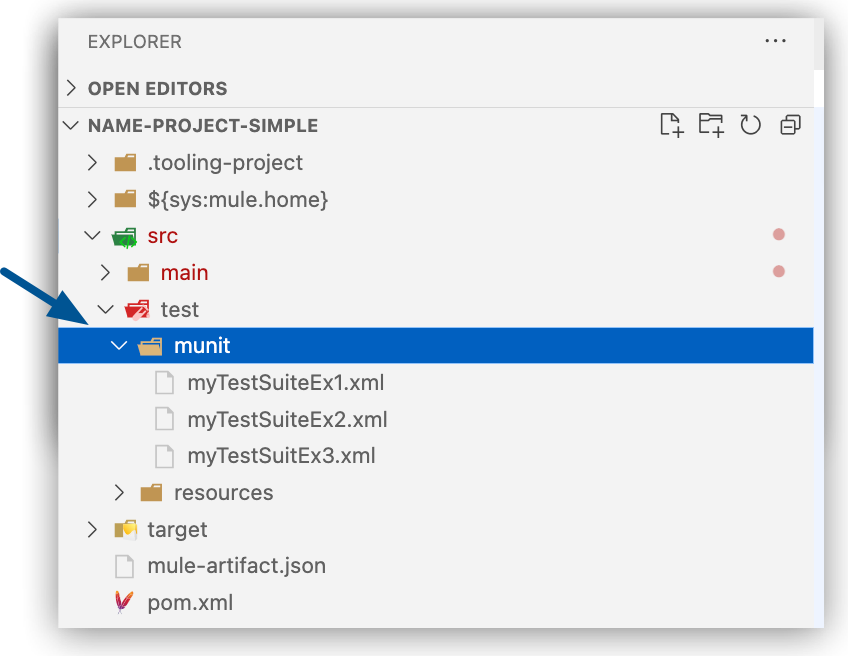 EXPLORER
OPEN EDITORS
NAME-PROJECT-SIMPLE
.tooling-project
${sys:mule.home}
src
main
test
munit
myTestSuiteEx1.xml
myTestSuiteEx2.xml
myTestSuitEx3.xml
resources
target
mule-artifact.json
pom.xml